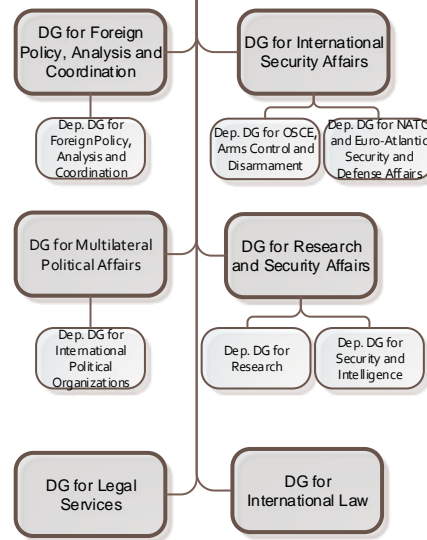 DG for Foreign
Policy, Analysis and
Coordination
DG for International
Security Affairs
Dep. DG for
Foreign Policy,
Analysis and
Coordination
Dep. DG for OSCE,
Arms Control and
Disarmament
Dep. DG for NATO
and Euro-Atlantic
Security and
Defense Affairs
DG for Multilateral
Political Affairs
DG for Research
and Security Affairs
Dep. DG for
International
Political
Organizations
Dep. DG for
Research
Dep. DG for
Security and
Intelligence
DG for Legal
Services
DG for
International Law